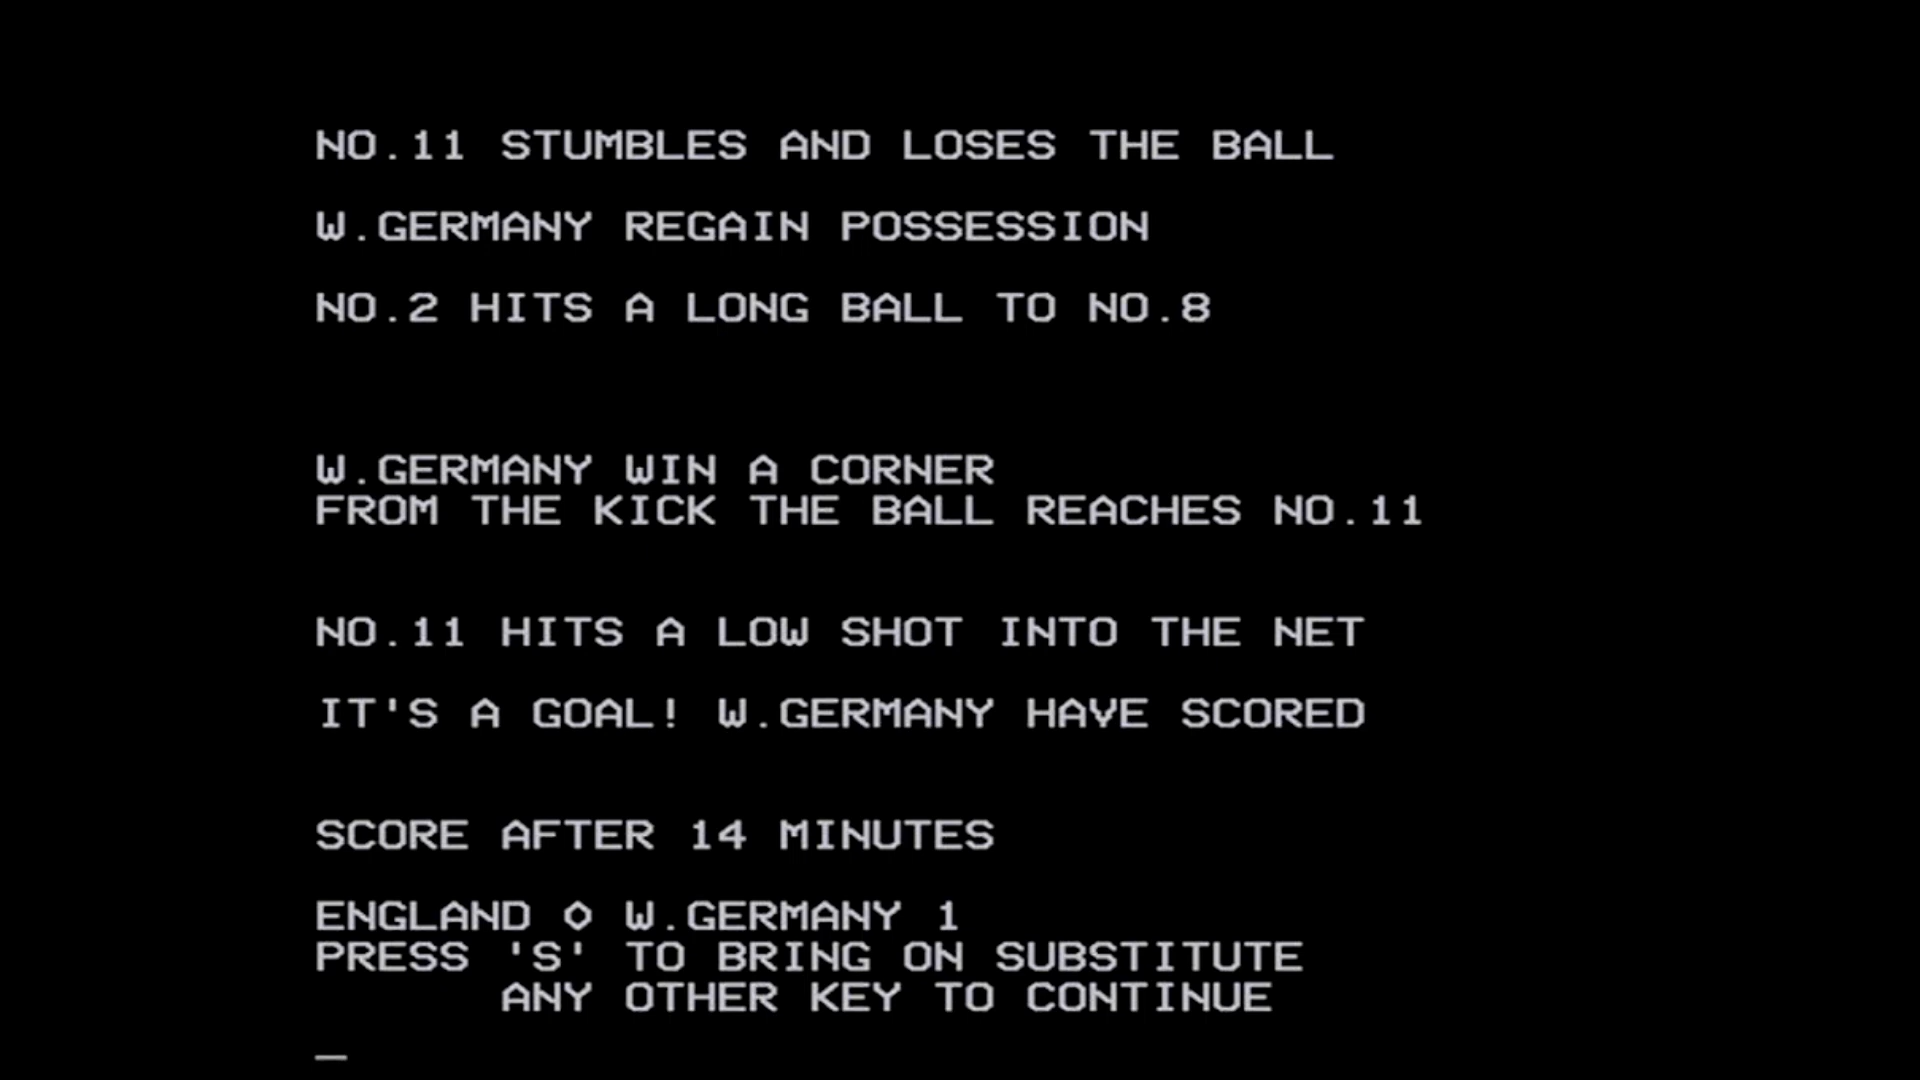 NO.11 STUMBLES AND LOSES THE BALL
W.GERMANY REGAIN POSSESSION
NO.2 HITS A LONG BALL TO NO.8
W.GERMANY WIN A CORNER
FROM THE KICK THE BALL REACHES NO.11
NO.11 HITS A LOW SHOT INTO THE NET
IT'S A GOAL! W.GERMANY HAVE SCORED
SCORE AFTER 14 MINUTES
ENGLAND 0 W.GERMANY 1
PRESS 'S' TO BRING ON SUBSTITUTE
ANY OTHER KEY TO CONTINUE
_